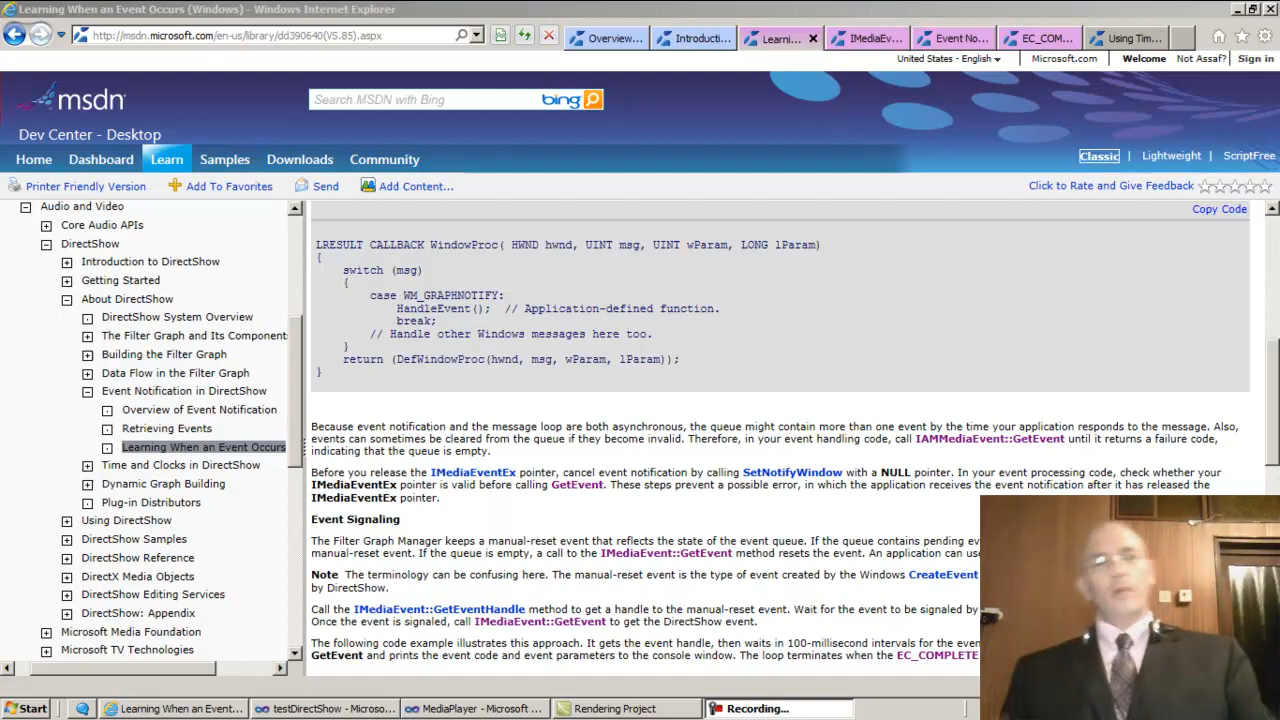 Learning When an Event Occurs (Windows) - Windows Internet Explorer
http://msdn.microsoft.com/en-us/library/dd390640(VS.85).aspx
Overview...
Introducti...
Learni...
IMediaEv...
Event No...
EC_COM...
Using Tim...
United States - English
Microsoft.com
Welcome
Not Assaf?
Sign in
msdn
Search MSDN with Bing
bing
Dev Center - Desktop
Home
Dashboard
Learn
Samples
Downloads
Community
Classic | Lightweight | ScriptFree
Printer Friendly Version
Add To Favorites
Send
Add Content...
Click to Rate and Give Feedback
Audio and Video
Core Audio APIs
DirectShow
Introduction to DirectShow
Getting Started
About DirectShow
DirectShow System Overview
The Filter Graph and Its Component
Building the Filter Graph
Data Flow in the Filter Graph
Event Notification in DirectShow
Overview of Event Notification
Retrieving Events
Learning When an Event Occurs
Time and Clocks in DirectShow
Dynamic Graph Building
Plug-in Distributors
Using DirectShow
DirectShow Samples
DirectShow Reference
DirectX Media Objects
DirectShow Editing Services
DirectShow: Appendix
Microsoft Media Foundation
Microsoft TV Technologies
Copy Code
LRESULT CALLBACK WindowProc( HWND hwnd, UINT msg, UINT wParam, LONG lParam)
{
switch (msg)
{
case WM_GRAPHNOTIFY:
HandleEvent(); // Application-defined function.
break;
// Handle other Windows messages here too.
}
return (DefWindowProc(hwnd, msg, wParam, lParam));
}
Because event notification and the message loop are both asynchronous, the queue might contain more than one event by the time your application responds to the message. Also,
events can sometimes be cleared from the queue if they become invalid. Therefore, in your event handling code, call IAMMediaEvent::GetEvent until it returns a failure code,
indicating that the queue is empty.
Before you release the IMediaEventEx pointer, cancel event notification by calling SetNotifyWindow with a NULL pointer. In your event processing code, check whether your
IMediaEventEx pointer is valid before calling GetEvent. These steps prevent a possible error, in which the application receives the event notification after it has released the
IMediaEventEx pointer.
Event Signaling
The Filter Graph Manager keeps a manual-reset event that reflects the state of the event queue. If the queue contains pending ev
manual-reset event. If the queue is empty, a call to the IMediaEvent::GetEvent method resets the event. An application can use
Note The terminology can be confusing here. The manual-reset event is the type of event created by the Windows CreateEvent
by DirectShow.
Call the IMediaEvent::GetEventHandle method to get a handle to the manual-reset event. Wait for the event to be signaled by
Once the event is signaled, call IMediaEvent::GetEvent to get the DirectShow event.
The following code example illustrates this approach. It gets the event handle, then waits in 100-millisecond intervals for the even
GetEvent and prints the event code and event parameters to the console window. The loop terminates when the EC_COMPLETE
Start
Learning When an Event...
testDirectShow - Microso...
MediaPlayer - Microsoft ...
Rendering Project
Recording...